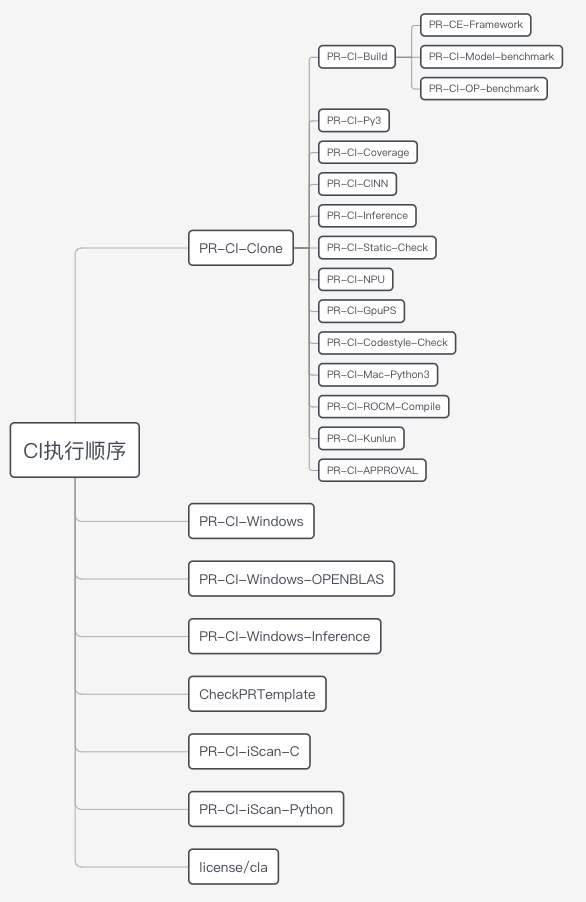 PR-CE-Framework
PR-CI-Build
PR-CI-Model-benchmark
PR-CI-OP-benchmark
PR-CI-Py3
PR-CI-Coverage
PR-CI-CINN
PR-CI-Inference
PR-CI-Clone
PR-CI-Static-Check
PR-CI-NPU
PR-CI-GpuPS
PR-CI-Codestyle-Check
PR-CI-Mac-Python3
PR-CI-ROCM-Compile
PR-CI-Kunlun
CI执行顺序
PR-CI-APPROVAL
PR-CI-Windows
PR-CI-Windows-OPENBLAS
PR-CI-Windows-Inference
CheckPRTemplate
PR-CI-iScan-C
PR-CI-iScan-Python
license/cla